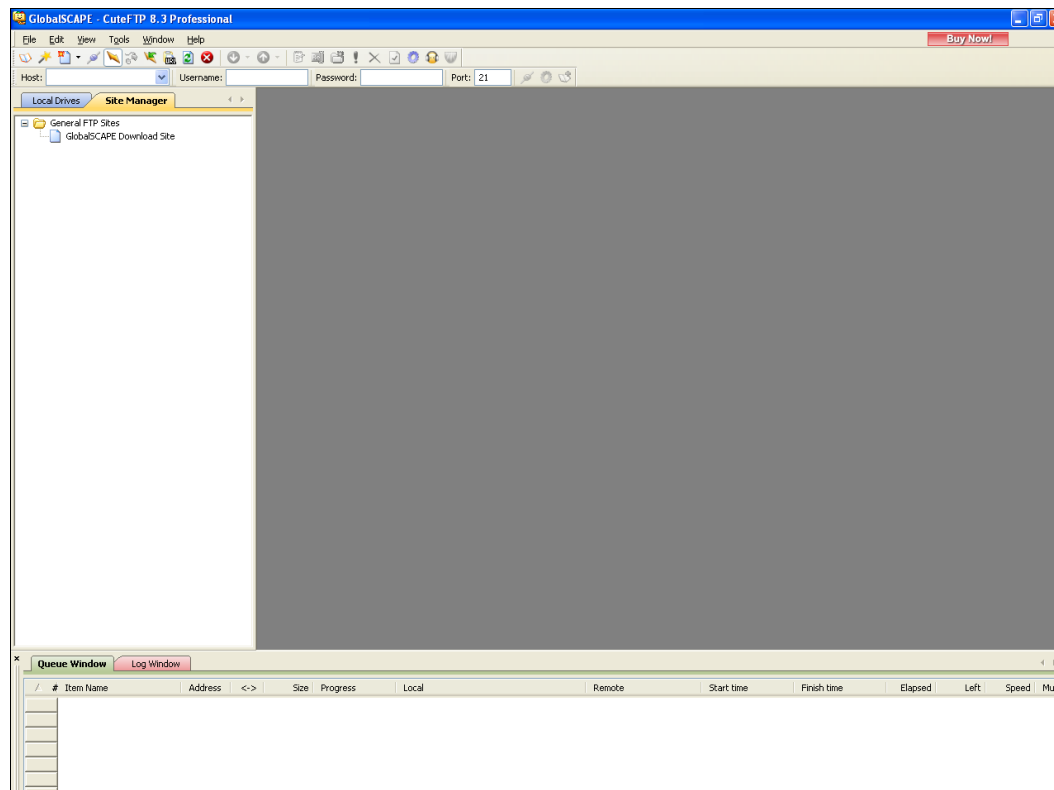 GlobalSCAPE - CuteFTP 8.3 Professional
File Edit View Tools Window Help Buy Now!
Host: Username: Password: Port: 21
Local Drives Site Manager
General FTP Sites
GlobalSCAPE Download Site
Queue Window Log Window
/ # Item Name Address <-> Size Progress Local Remote Start time Finish time Elapsed Left Speed Mu